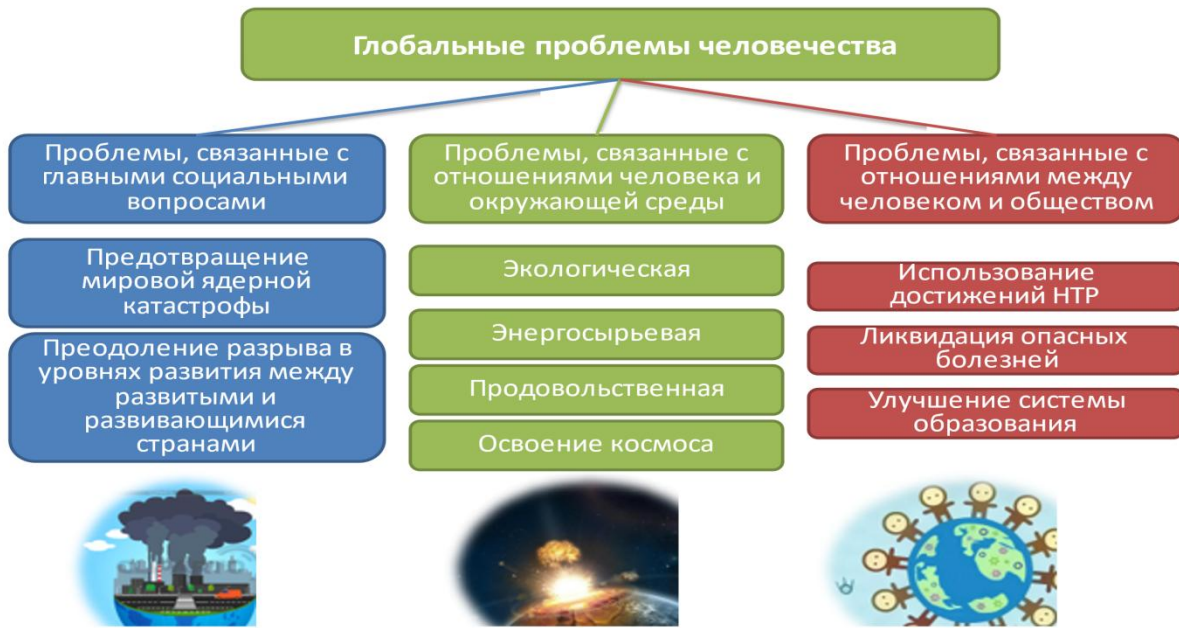 Глобальные проблемы человечества
Проблемы, связанные с
главными социальными
вопросами
Предотвращение
мировой ядерной
катастрофы
Преодоление разрыва в
уровнях развития между
развитыми и
развивающимися
странами
Проблемы, связанные с
отношениями человека и
окружающей среды
Экологическая
Энергосырьевая
Продовольственная
Освоение космоса
Проблемы, связанные с
отношениями между
человеком и обществом
Использование
достижений НТР
Ликвидация опасных
болезней
Улучшение системы
образования